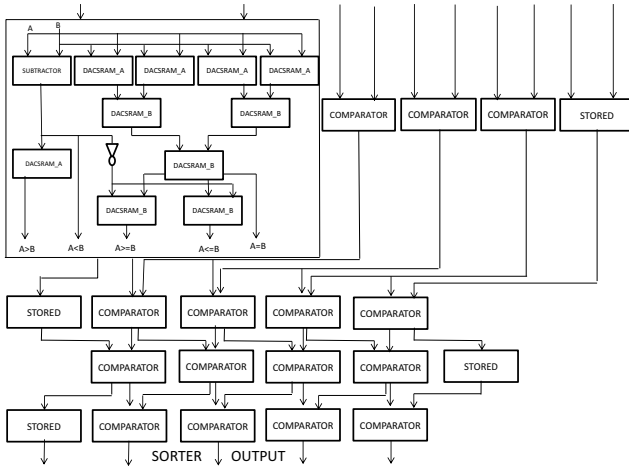 A
B
SUBTRACTOR DACSRAM_A DACSRAM_A DACSRAM_A DACSRAM_A
DACSRAM_B DACSRAM_B COMPARATOR COMPARATOR COMPARATOR STORED
DACSRAM_A DACSRAM_B
DACSRAM_B DACSRAM_B
A>B A<B A>=B A<=B A=B
STORED COMPARATOR COMPARATOR COMPARATOR COMPARATOR
COMPARATOR COMPARATOR COMPARATOR COMPARATOR STORED
STORED COMPARATOR COMPARATOR COMPARATOR COMPARATOR
SORTER OUTPUT